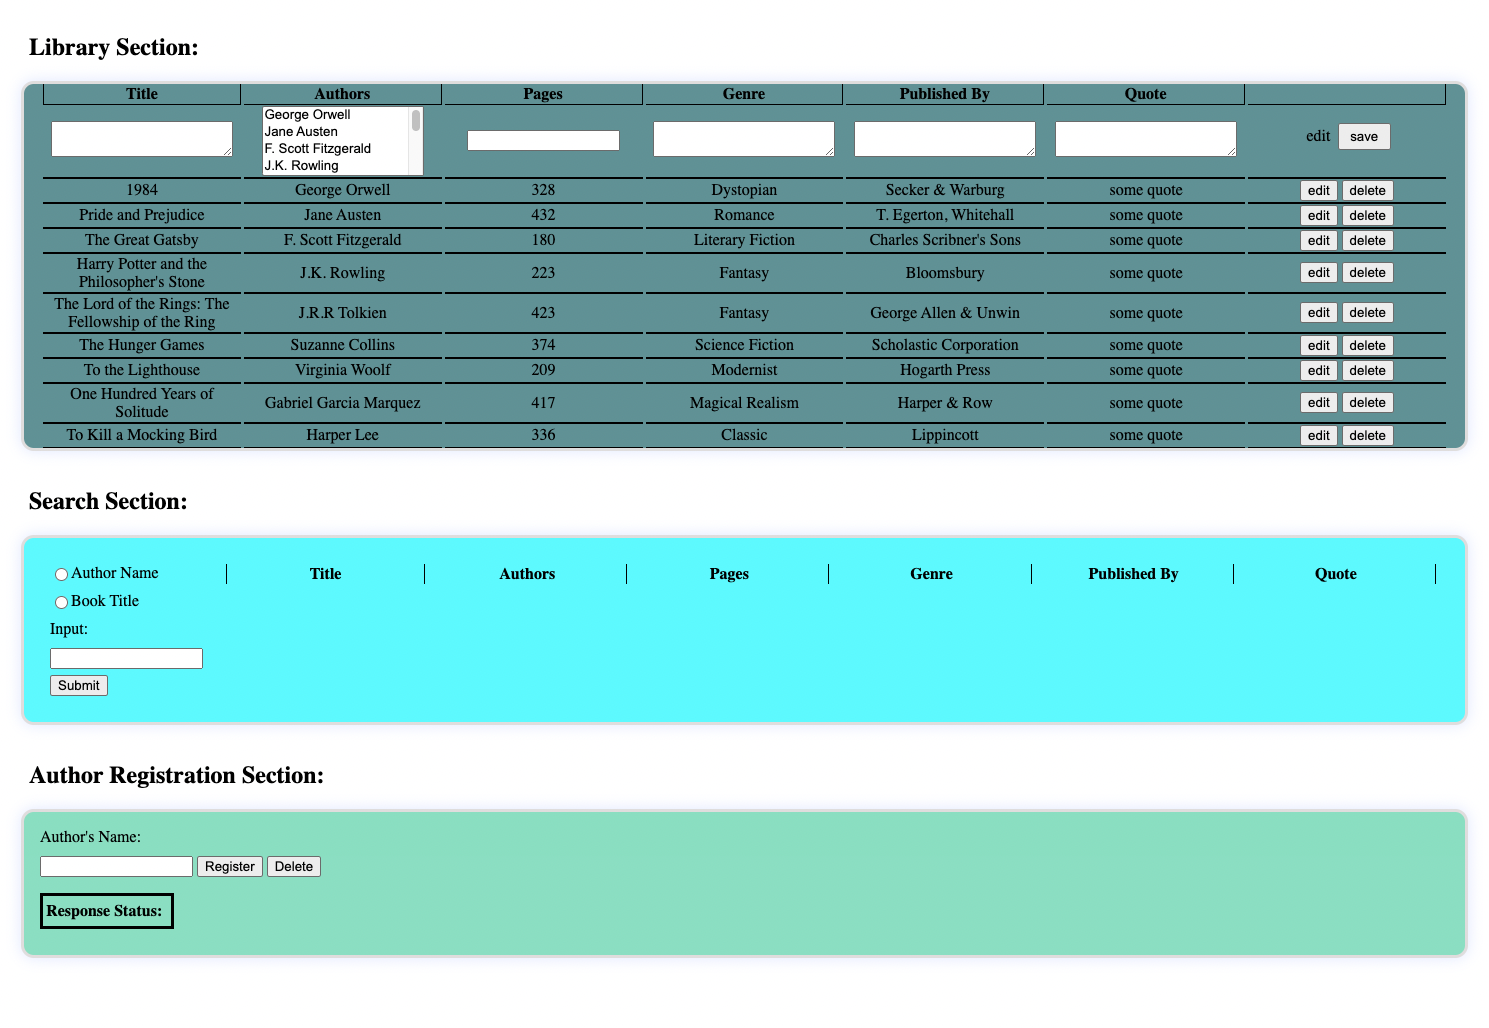 Library Section:
Title Authors Pages Genre Published By Quote
George Orwell
Jane Austen
F. Scott Fitzgerald
J.K. Rowling
edit save
1984 George Orwell 328 Dystopian Secker & Warburg some quote edit delete
Pride and Prejudice Jane Austen 432 Romance T. Egerton, Whitehall some quote edit delete
The Great Gatsby F. Scott Fitzgerald 180 Literary Fiction Charles Scribner's Sons some quote edit delete
Harry Potter and the
Philosopher's Stone J.K. Rowling 223 Fantasy Bloomsbury some quote edit delete
The Lord of the Rings: The
Fellowship of the Ring J.R.R Tolkien 423 Fantasy George Allen & Unwin some quote edit delete
The Hunger Games Suzanne Collins 374 Science Fiction Scholastic Corporation some quote edit delete
To the Lighthouse Virginia Woolf 209 Modernist Hogarth Press some quote edit delete
One Hundred Years of
Solitude Gabriel Garcia Marquez 417 Magical Realism Harper & Row some quote edit delete
To Kill a Mocking Bird Harper Lee 336 Classic Lippincott some quote edit delete
Search Section:
Author Name Title Authors Pages Genre Published By Quote
Book Title
Input:
Submit
Author Registration Section:
Author's Name:
Register Delete
Response Status: